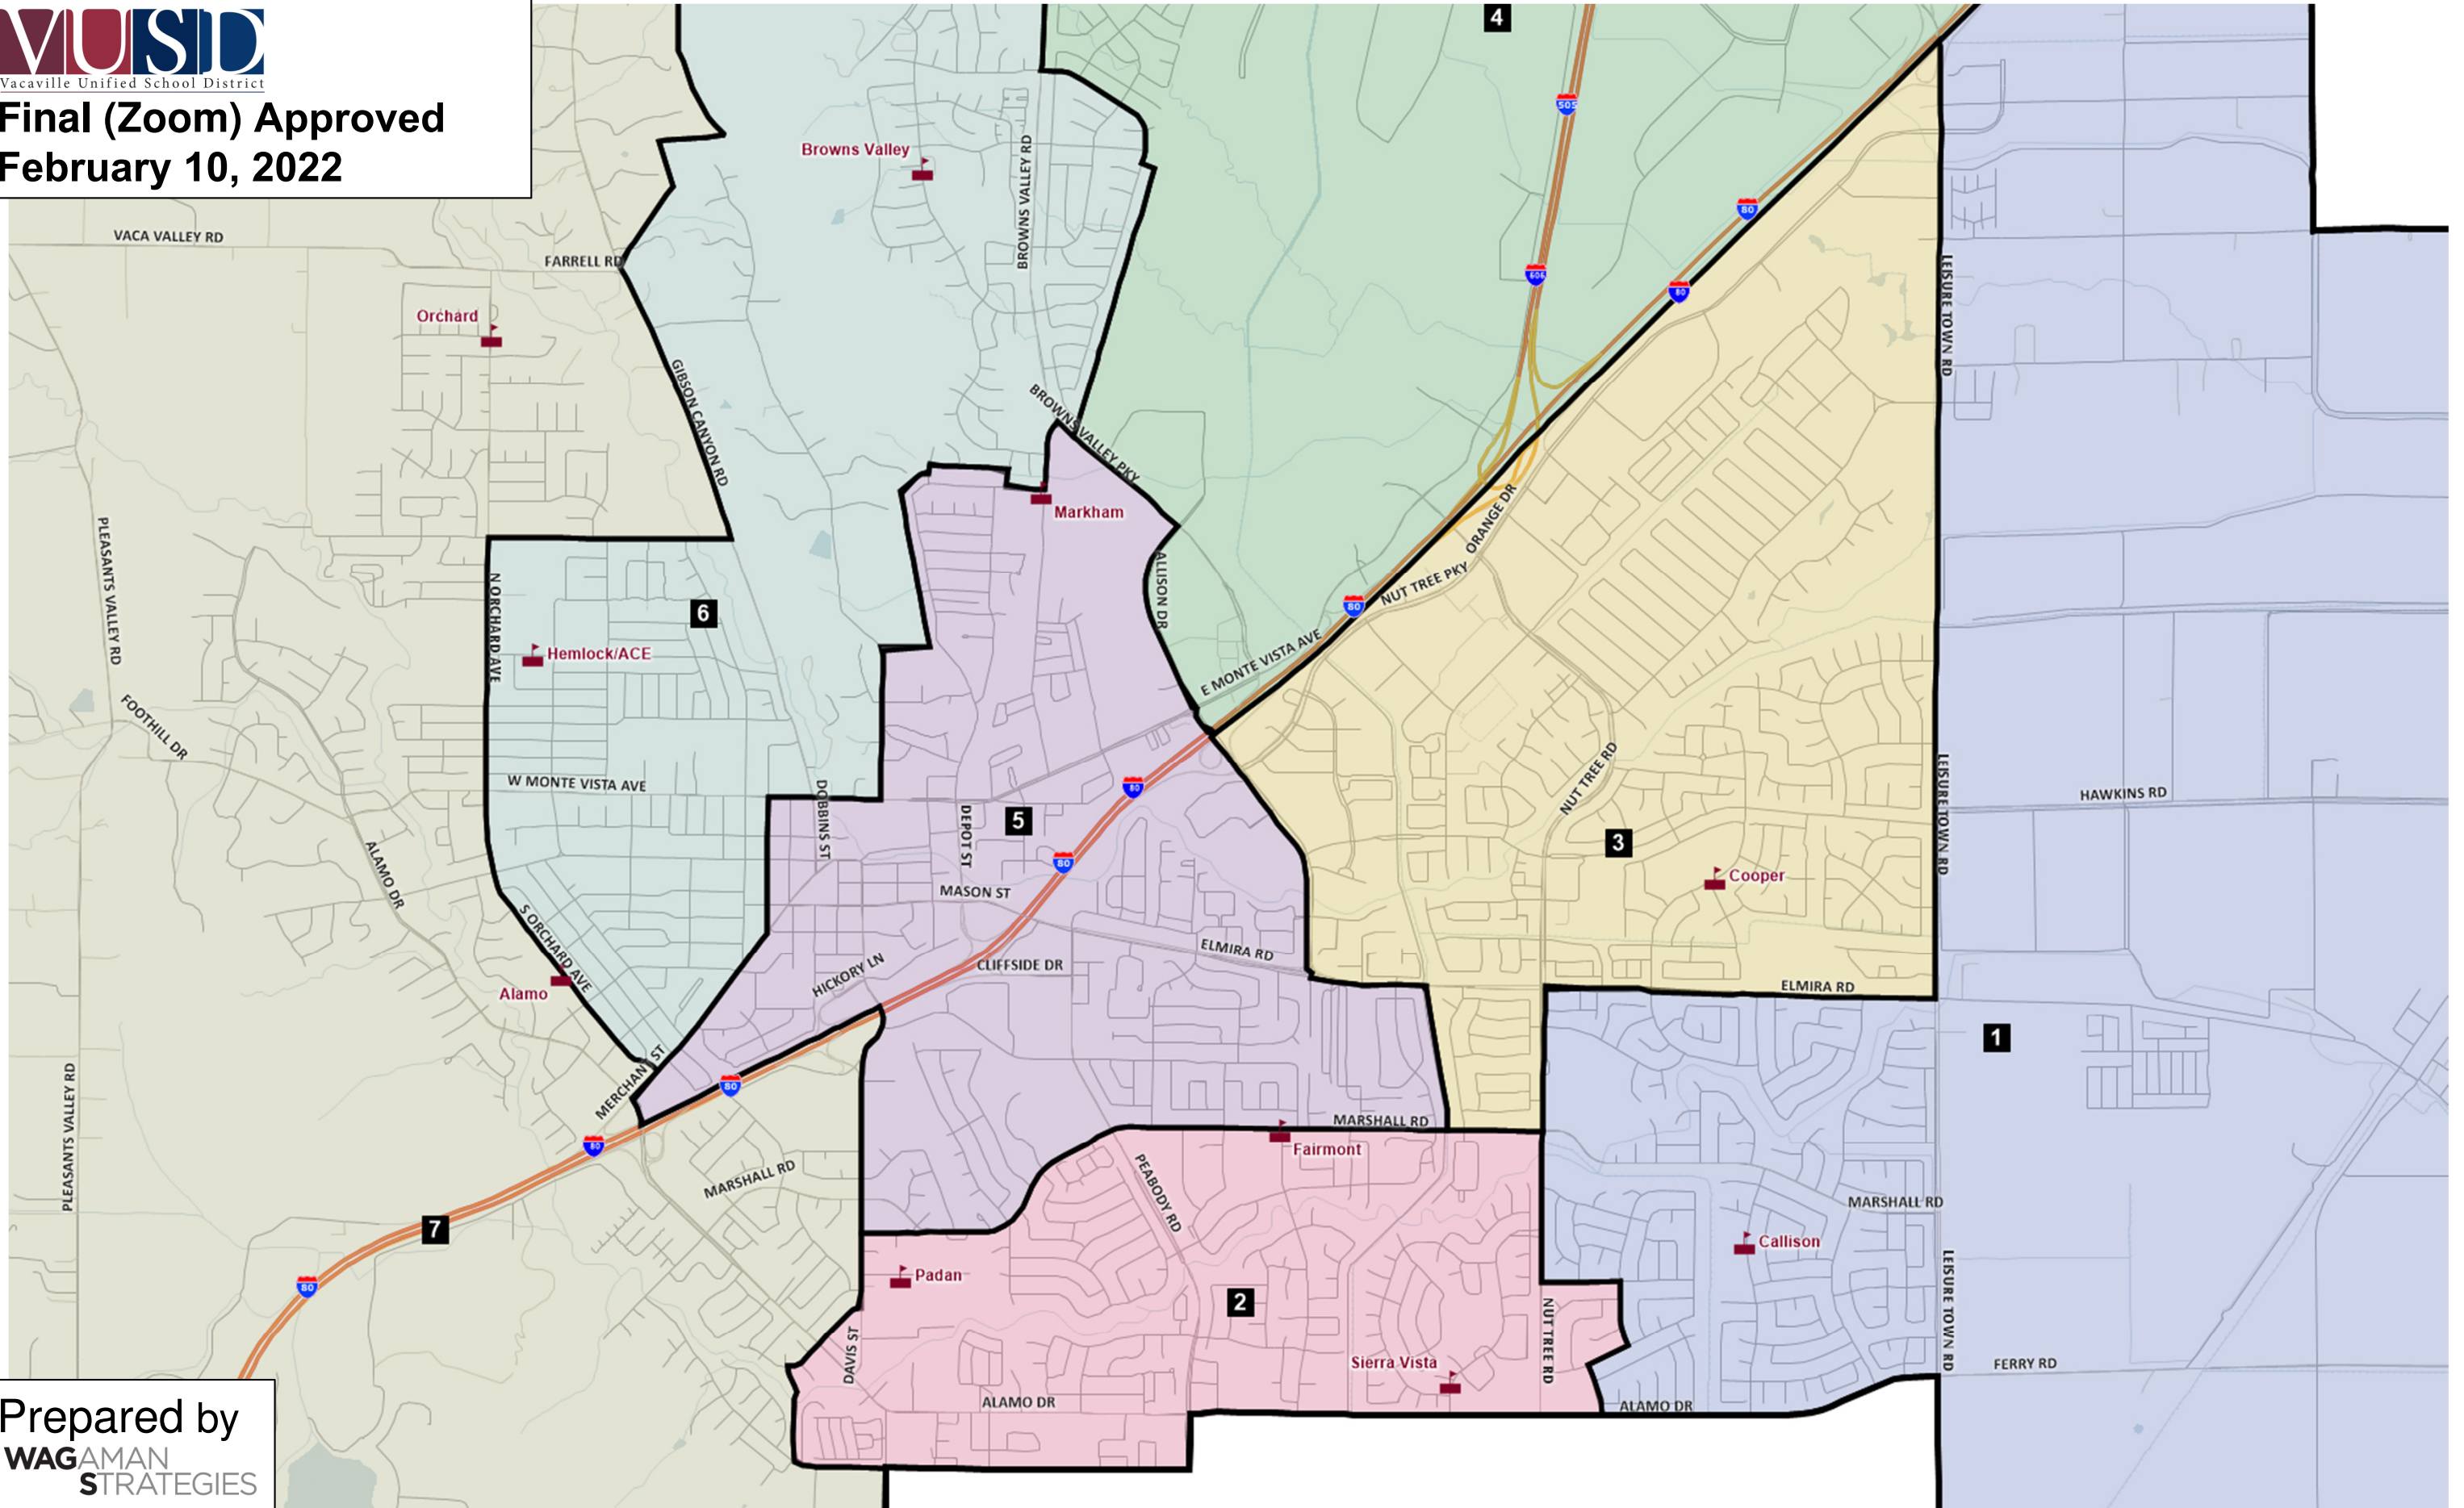 VUSD
Vacaville Unified School District
Final (Zoom) Approved
February 10, 2022
4
505
Browns Valley
BROWNS VALLEY RD
80
VACA VALLEY RD
FARRELL RD
LEISURE TOWN RD
80
Orchard
GIBSON CANYON RD
BROWNS VALLEY PKY
Markham
ORANGE DR
PLEASANTS VALLEY RD
N ORCHARD AVE
ALLISON DR
NUT TREE PKY
80
6
Hemlock/ACE
E MONTE VISTA AVE
FOOTHILL DR
W MONTE VISTA AVE
DOBBINS ST
80
NUT TREE RD
LEISURE TOWN RD
HAWKINS RD
DEPOT ST
5
3
ALAMO DR
80
Cooper
MASON ST
S ORCHARD AVE
ELMIRA RD
HICKORY LN
CLIFFSIDE DR
Alamo
ELMIRA RD
1
MERCHANT ST
80
PLEASANTS VALLEY RD
MARSHALL RD
80
Fairmont
MARSHALL RD
PEABODY RD
MARSHALL RD
7
Callison
80
Padan
2
NUT TREE RD
LEISURE TOWN RD
DAVIS ST
Sierra Vista
FERRY RD
ALAMO DR
ALAMO DR
Prepared by
WAGAMAN
STRATEGIES